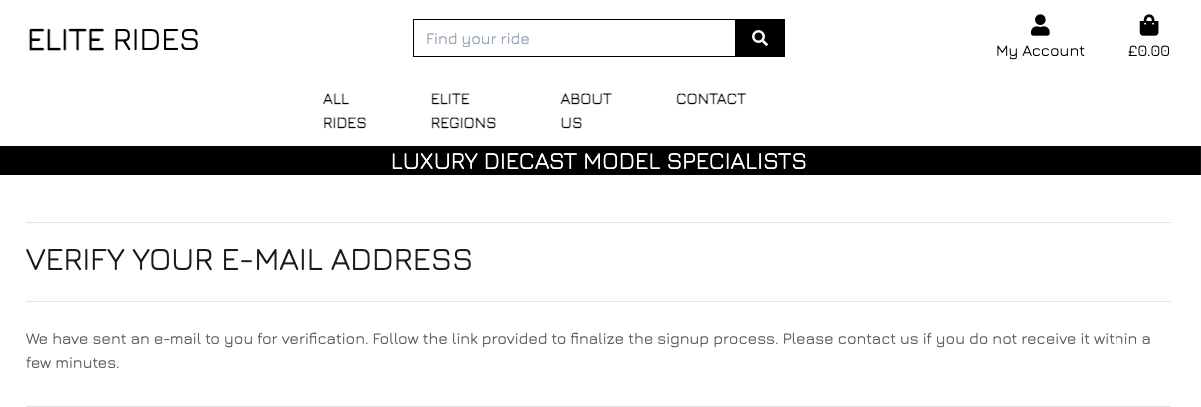 ELITE RIDES
Find your ride
My Account
£0.00
ALL
RIDES
ELITE
REGIONS
ABOUT
US
CONTACT
LUXURY DIECAST MODEL SPECIALISTS
VERIFY YOUR E-MAIL ADDRESS
We have sent an e-mail to you for verification. Follow the link provided to finalize the signup process. Please contact us if you do not receive it within a
few minutes.